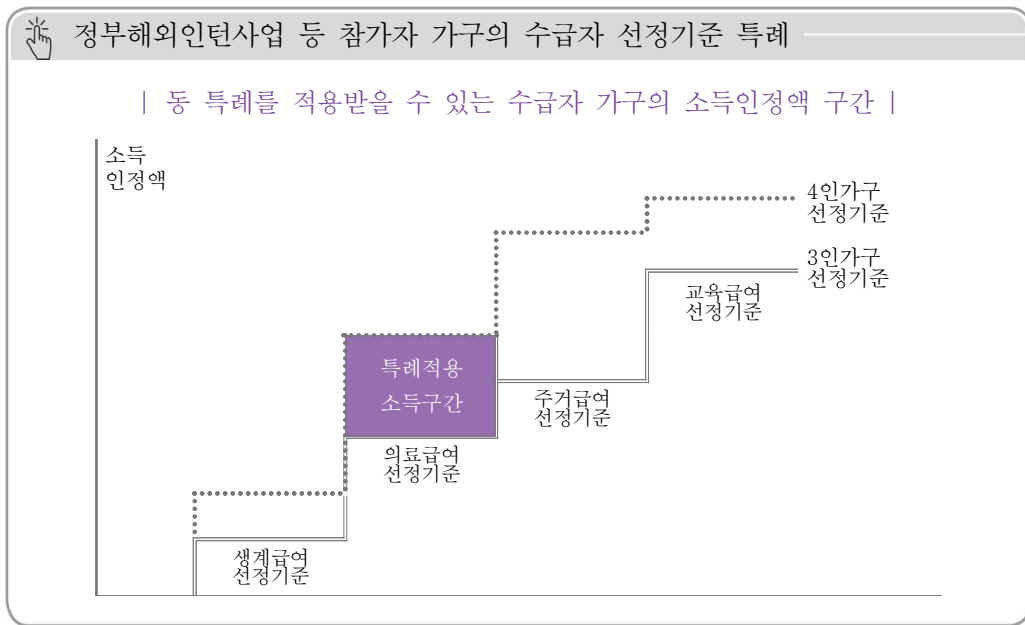 정부해외인턴사업 등 참가자 가구의 수급자 선정기준 특례
| 동 특례를 적용받을 수 있는 수급자 가구의 소득인정액 구간 |
소득
인정액
4인가구
선정기준
3인가구
선정기준
교육급여
선정기준
특례적용
소득구간
주거급여
선정기준
의료급여
선정기준
생계급여
선정기준